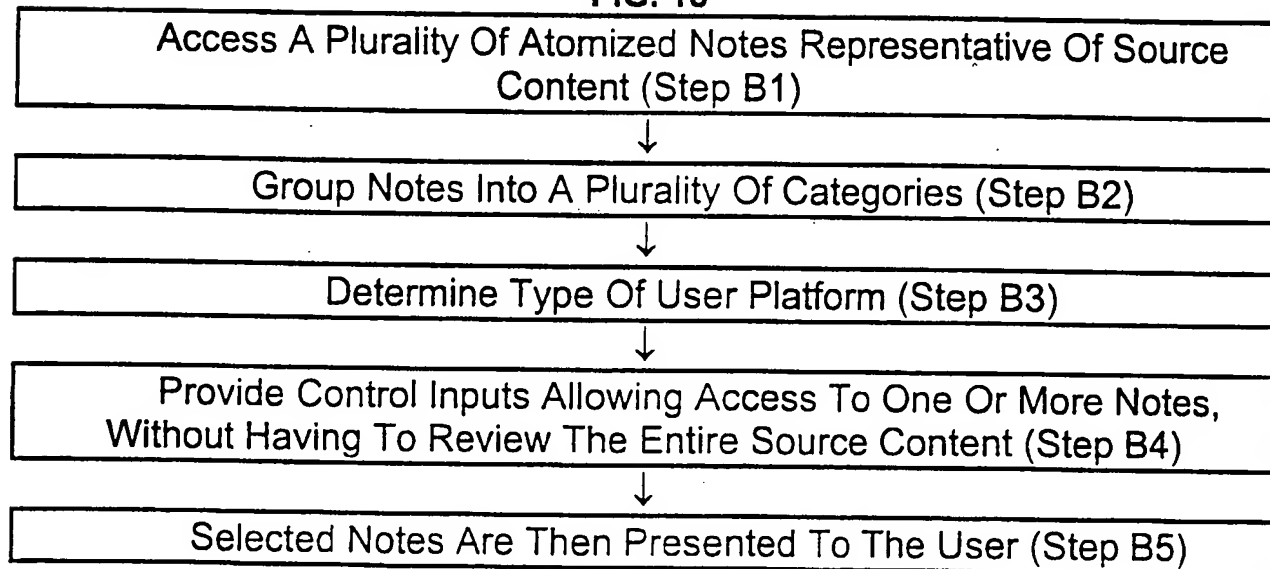 Access A Plurality Of Atomized Notes Representative Of Source
Content (Step B1)
↓
Group Notes Into A Plurality Of Categories (Step B2)
↓
Determine Type Of User Platform (Step B3)
↓
Provide Control Inputs Allowing Access To One Or More Notes,
Without Having To Review The Entire Source Content (Step B4)
↓
Selected Notes Are Then Presented To The User (Step B5)